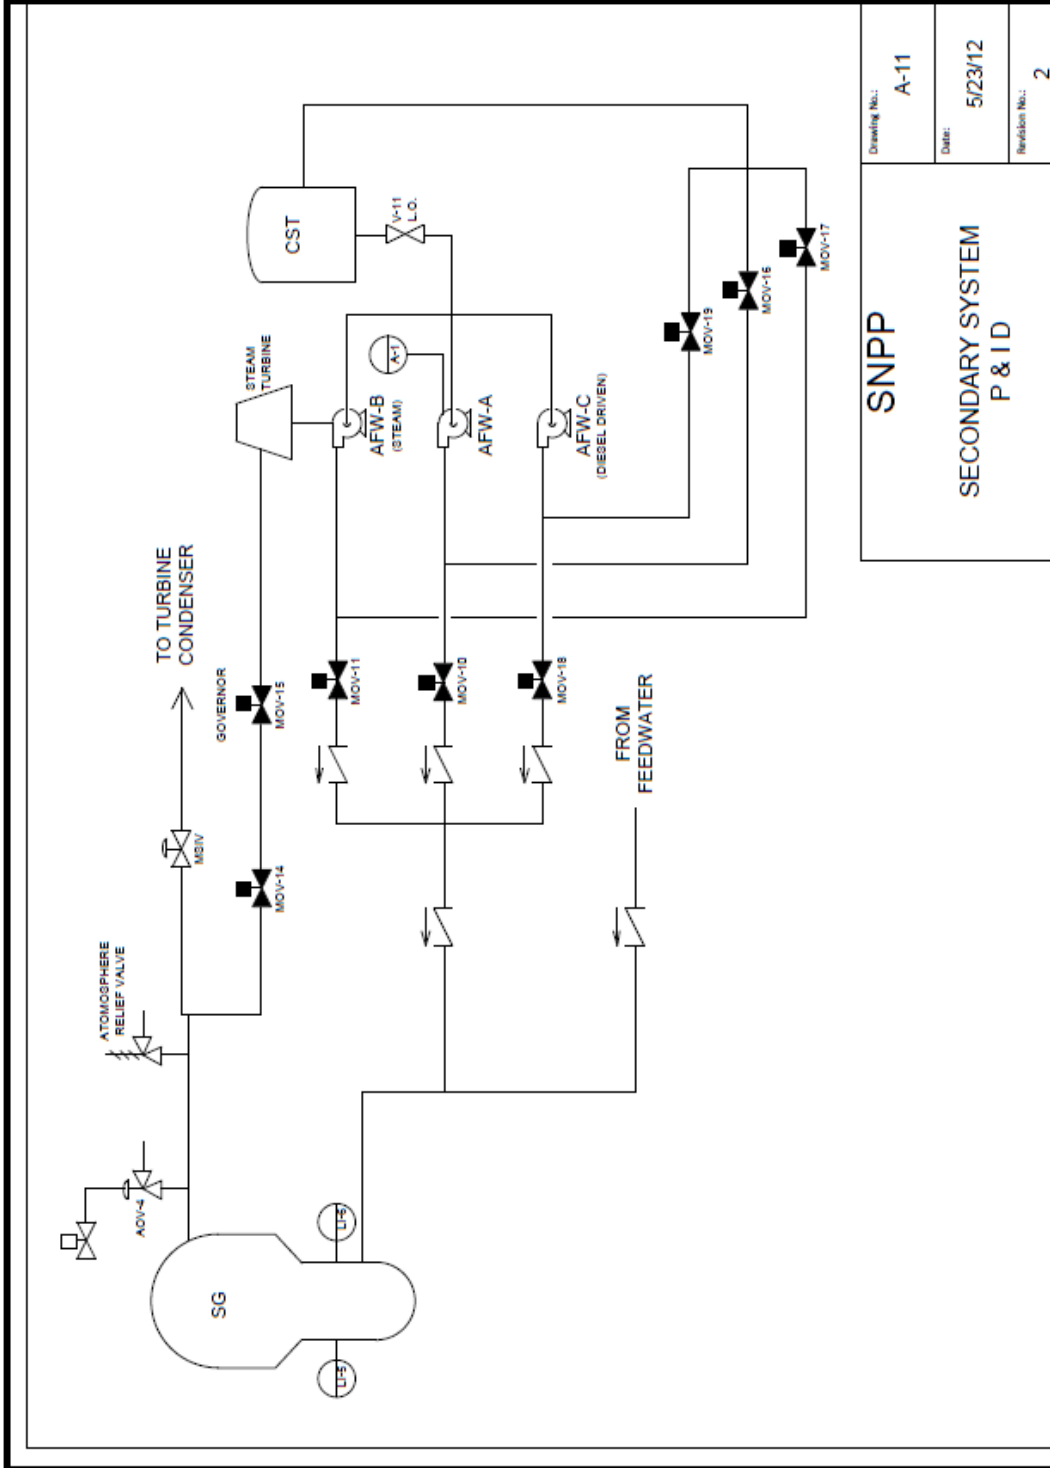 SG
LI-5
LI-6
AOV-4
ATOMOSPHERE
RELIEF VALVE
MSIV
TO TURBINE
CONDENSER
MOV-14
GOVERNOR
MOV-15
STEAM
TURBINE
CST
V-11
L.O.
A-1
AFW-B
(STEAM)
AFW-A
AFW-C
(DIESEL DRIVEN)
MOV-11
MOV-10
MOV-18
FROM
FEEDWATER
MOV-19
MOV-16
MOV-17
SNPP
SECONDARY SYSTEM
P & I D
Drawing No.:
A-11
Date:
5/23/12
Revision No.:
2